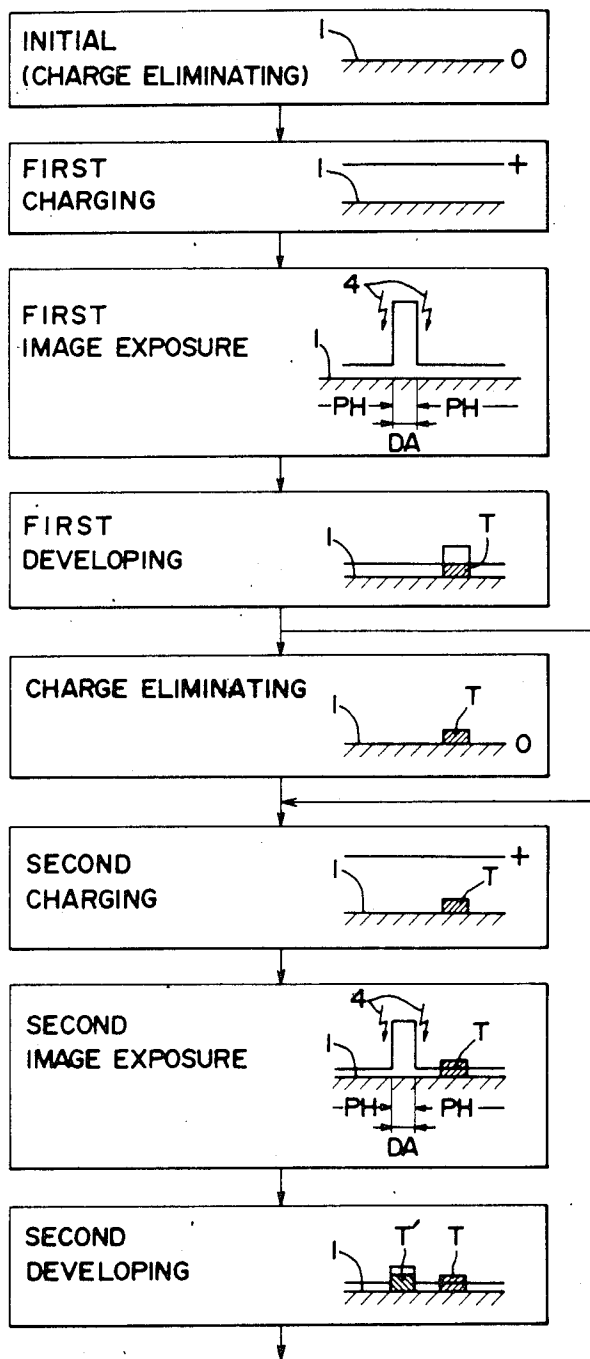 INITIAL
(CHARGE ELIMINATING)
1
0
FIRST
CHARGING
1
+
FIRST
IMAGE EXPOSURE
4
1
PH
PH
DA
FIRST
DEVELOPING
1
T
CHARGE ELIMINATING
1
T
0
SECOND
CHARGING
1
+
T
SECOND
IMAGE EXPOSURE
4
1
T
PH
PH
DA
SECOND
DEVELOPING
1
T'
T